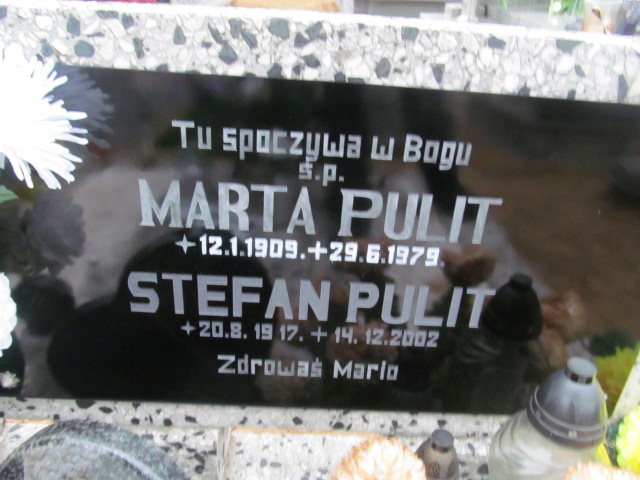 Tu spoczywa w Bogu
ś.p.
MARTA PULIT
+12.1.1909.+29.6.1979.
STEFAN PULIT
+20.8.1917. + 14.12.2002
Zdrowaś Mario